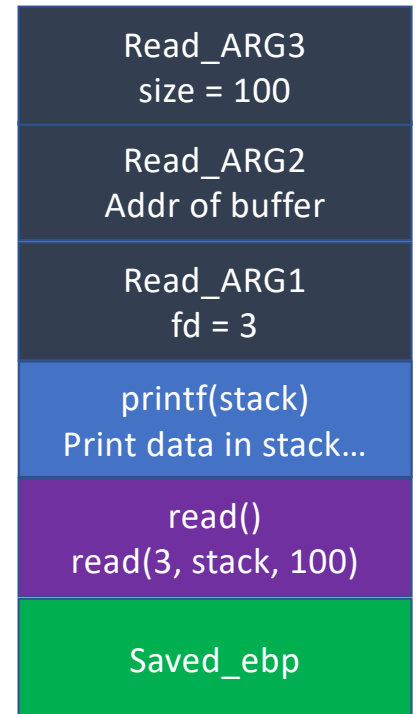 Read_ARG3
size = 100
Read_ARG2
Addr of buffer
Read_ARG1
fd = 3
printf(stack)
Print data in stack…
read()
read(3, stack, 100)
Saved_ebp